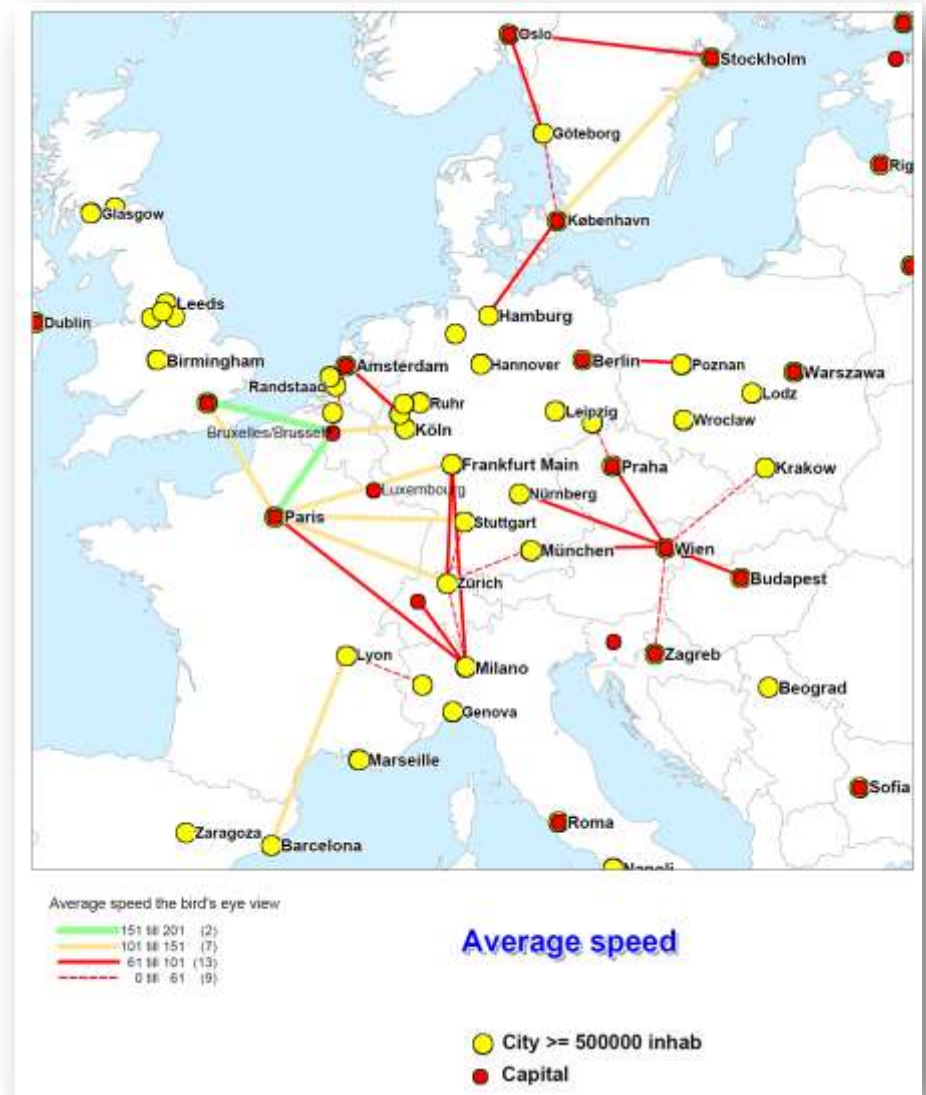 Oslo
Stockholm
Göteborg
Rig
København
Glasgow
Leeds
Dublin
Hamburg
Birmingham
Amsterdam
Hannover
Berlin
Poznan
Warszawa
Randstaad
Ruhr
Lodz
Leipzig
Wroclaw
Bruxelles/Brussel
Köln
Frankfurt Main
Praha
Krakow
Luxembourg
Nürnberg
Paris
Stuttgart
München
Wien
Zürich
Budapest
Lyon
Milano
Zagreb
Beograd
Genova
Marseille
Sofia
Roma
Zaragoza
Barcelona
Napoli
Average speed the bird's eye view
151 till 201 (2)
101 till 151 (7)
61 till 101 (13)
0 till 61 (9)
Average speed
City >= 500000 inhab
Capital